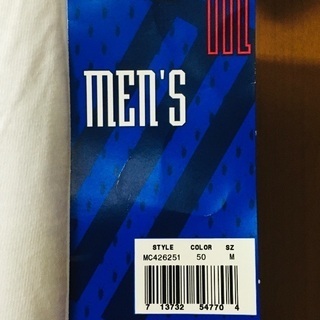 MEN'S
STYLE COLOR SZ
MC426251 50 M
7 13732 54770 4